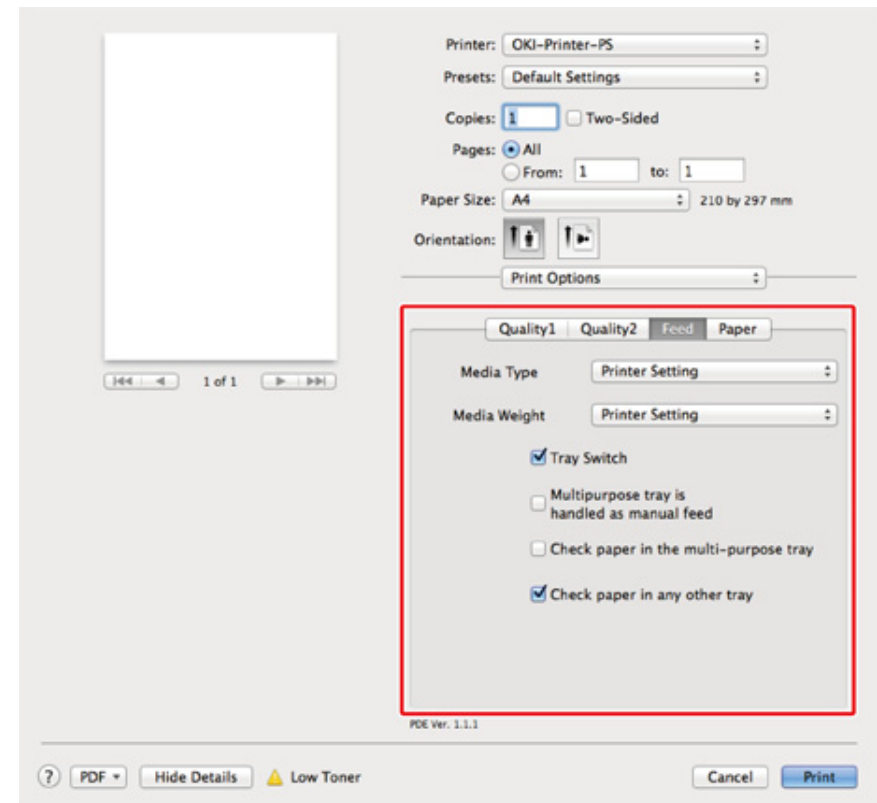 Printer: OKI-Printer-PS
Presets: Default Settings
Copies: 1 Two-Sided
Pages: All
From: 1 to: 1
Paper Size: A4 210 by 297 mm
Orientation:
Print Options
Quality1 Quality2 Feed Paper
Media Type Printer Setting
Media Weight Printer Setting
Tray Switch
Multipurpose tray is
handled as manual feed
Check paper in the multi-purpose tray
Check paper in any other tray
1 of 1
PDE Ver. 1.1.1
? PDF Hide Details Low Toner Cancel Print